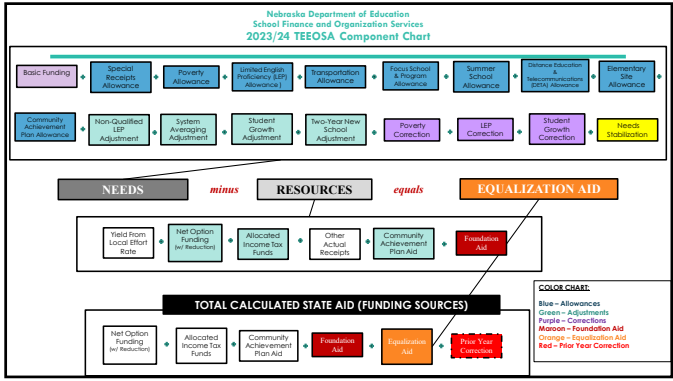 Nebraska Department of Education
School Finance and Organization Services
2023/24 TEEOSA Component Chart
Basic Funding
Special
Receipts
Allowance
Poverty
Allowance
Limited English
Proficiency (LEP)
Allowance )
Transportation
Allowance
Focus School
& Program
Allowance
Summer
School
Allowance
Distance Education
&
Telecommunications
(DETA) Allowance
Elementary
Site
Allowance
Community
Achievement
Plan Allowance
Non-Qualified
LEP
Adjustment
System
Averaging
Adjustment
Student
Growth
Adjustment
Two-Year New
School
Adjustment
Poverty
Correction
LEP
Correction
Student
Growth
Correction
Needs
Stabilization
NEEDS
minus
RESOURCES
equals
EQUALIZATION AID
Yield From
Local Effort
Rate
Net Option
Funding
(w/ Reduction)
Allocated
Income Tax
Funds
Other
Actual
Receipts
Community
Achievement
Plan Aid
Foundation
Aid
TOTAL CALCULATED STATE AID (FUNDING SOURCES)
Net Option
Funding
(w/ Reduction)
Allocated
Income Tax
Funds
Community
Achievement
Plan Aid
Foundation
Aid
Equalization
Aid
Prior Year
Correction
COLOR CHART:
Blue – Allowances
Green – Adjustments
Purple – Corrections
Maroon – Foundation Aid
Orange – Equalization Aid
Red – Prior Year Correction